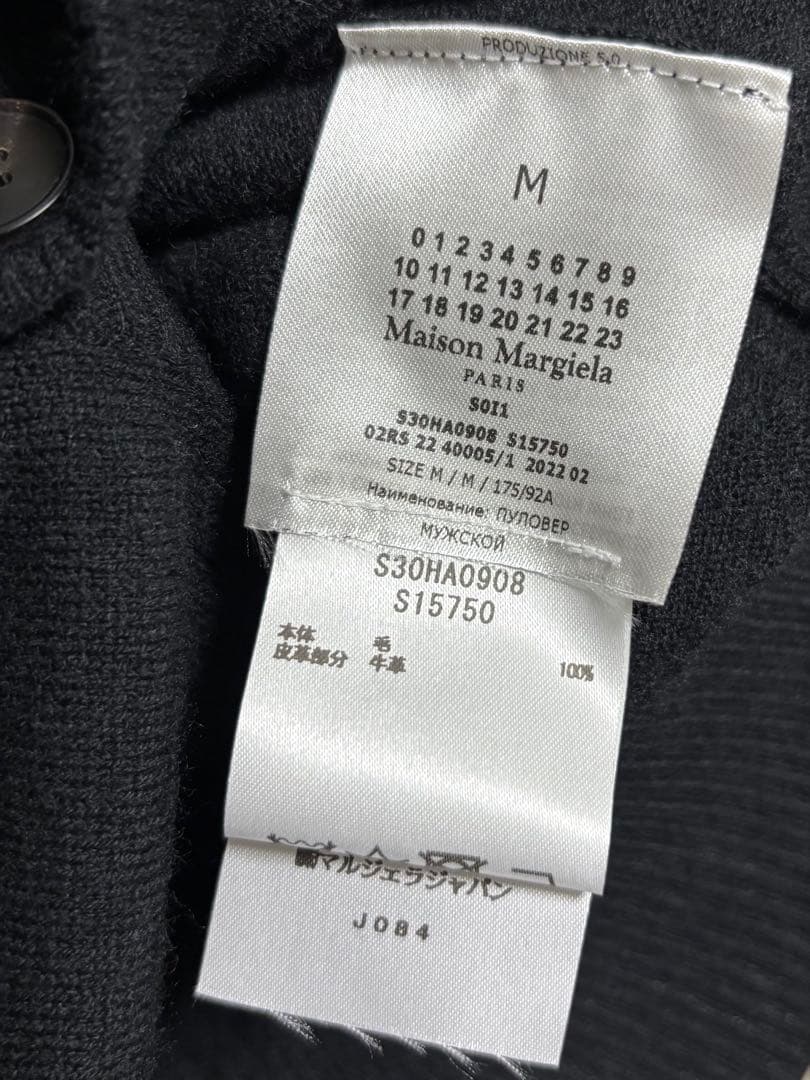 PRODUZIONE S.O
M
0 1 2 3 4 5 6 7 8 9
10 11 12 13 14 15 16
17 18 19 20 21 22 23
Maison Margiela
PARIS
S0I1
S30HA0908 S15750
02RS 22 40005/1 2022 02
SIZE M / M / 175/92A
Наименование: ПУЛОВЕР
МУЖСКОЙ
S30HA0908
S15750
本体 毛 100%
皮革部分 牛革
マルジェラジャパン
J084